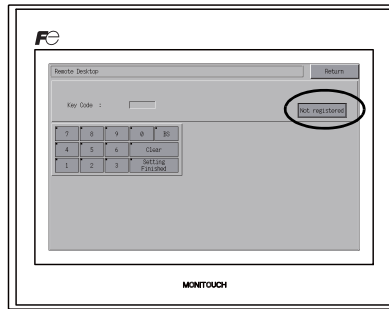 Fe
Remote Desktop
Return
Key Code :
Not registered
7 8 9 0 BS
4 5 6 Clear
1 2 3 Setting Finished
MONITOUCH